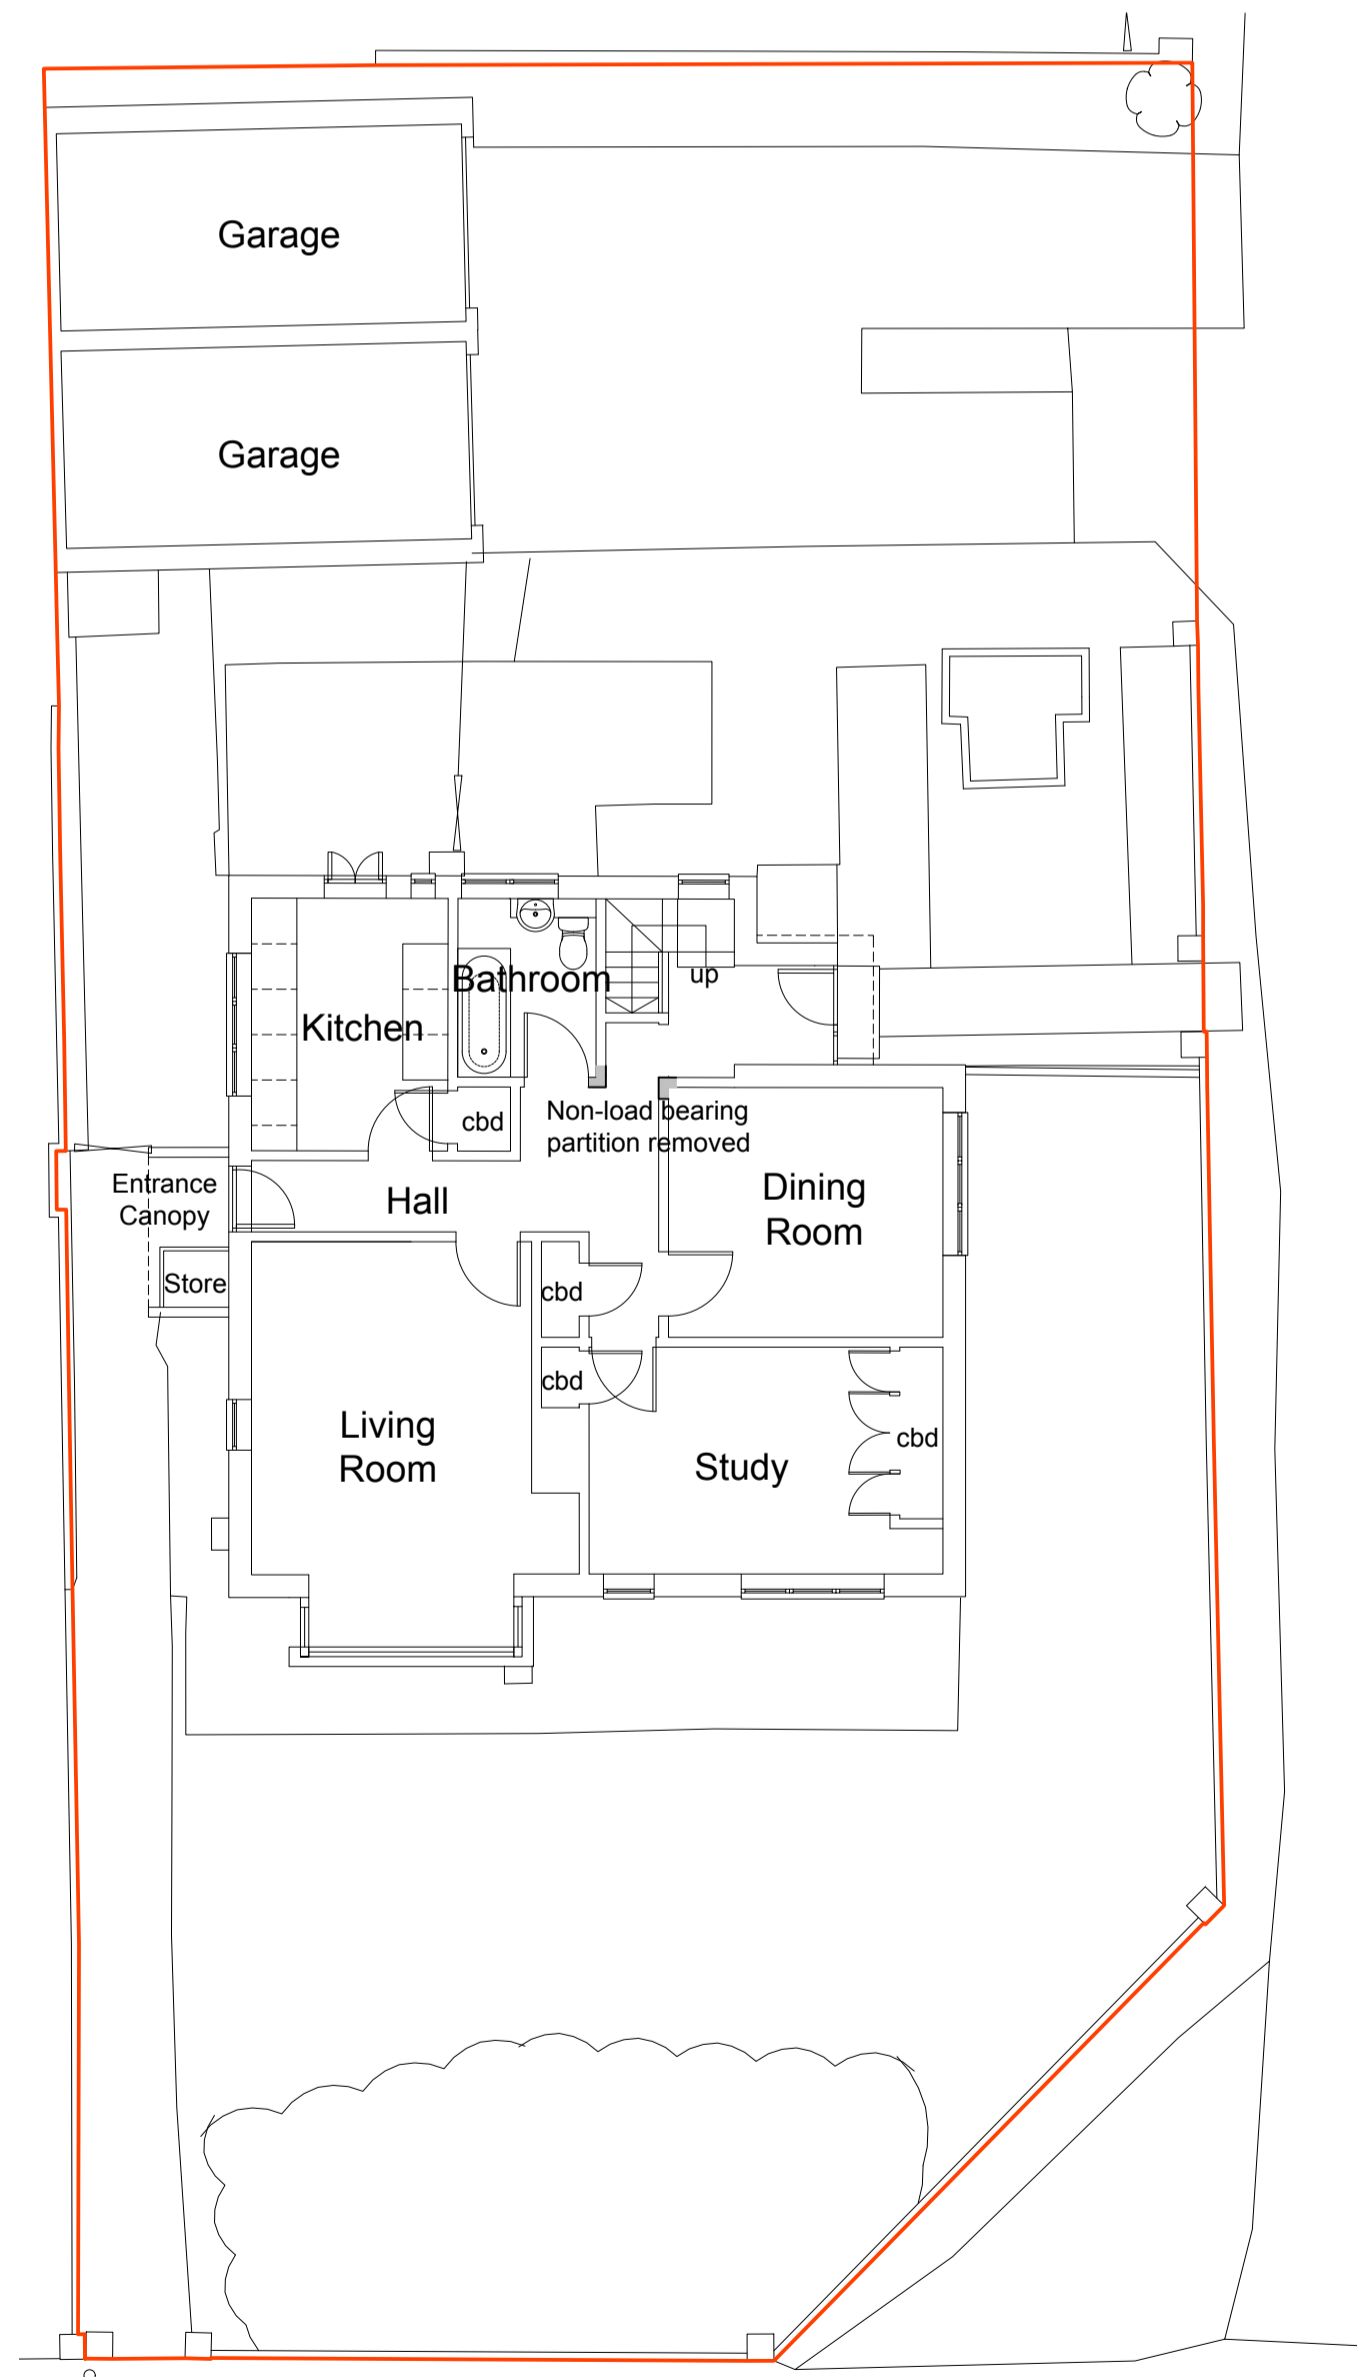 Garage
Garage
Bathroom
up
Kitchen
cbd
Non-load bearing
partition removed
Entrance
Canopy
Hall
Dining
Room
Store
cbd
cbd
Living
Room
Study
cbd